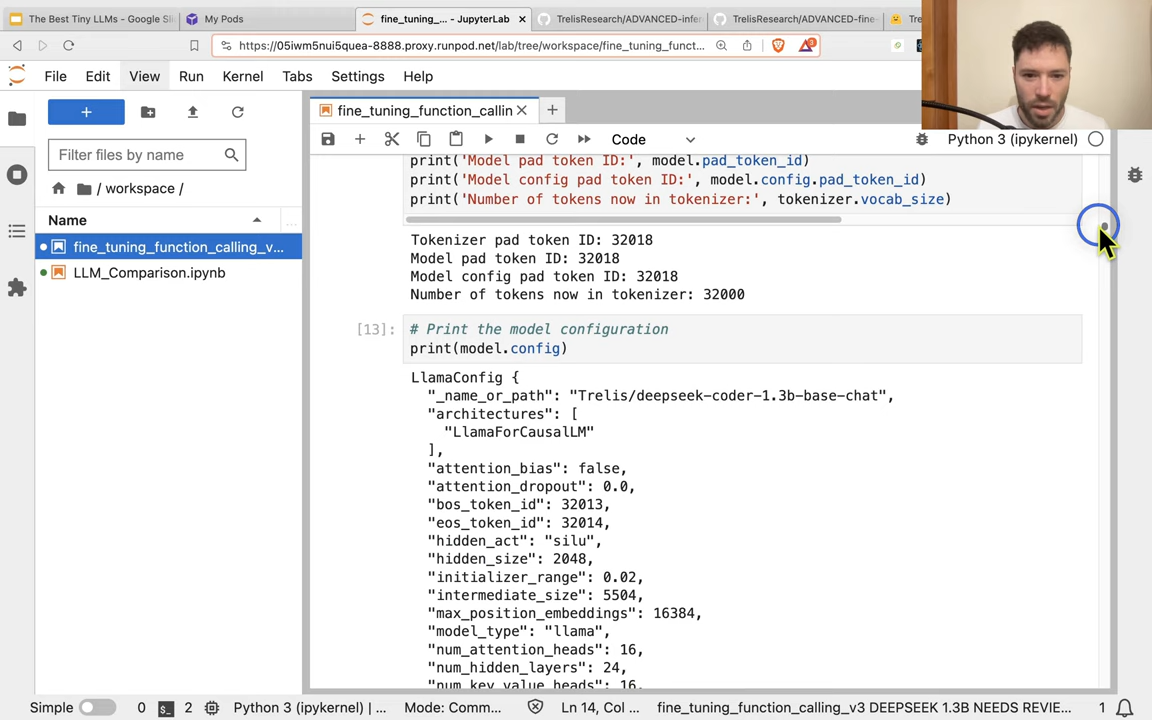 The Best Tiny LLMs - Google Sl
My Pods
fine_tuning_... - JupyterLab
TrelisResearch/ADVANCED-infer
TrelisResearch/ADVANCED-fine-
Ti
https://05iwm5nui5quea-8888.proxy.runpod.net/lab/tree/workspace/fine_tuning_funct...
File Edit View Run Kernel Tabs Settings Help
fine_tuning_function_callin
Filter files by name
Code
Python 3 (ipykernel)
/ workspace /
Name
fine_tuning_function_calling_v...
LLM_Comparison.ipynb
print('Model pad token ID:', model.pad_token_id)
print('Model config pad token ID:', model.config.pad_token_id)
print('Number of tokens now in tokenizer:', tokenizer.vocab_size)
Tokenizer pad token ID: 32018
Model pad token ID: 32018
Model config pad token ID: 32018
Number of tokens now in tokenizer: 32000
[13]: # Print the model configuration
print(model.config)
LlamaConfig {
"_name_or_path": "Trelis/deepseek-coder-1.3b-base-chat",
"architectures": [
"LlamaForCausalLM"
],
"attention_bias": false,
"attention_dropout": 0.0,
"bos_token_id": 32013,
"eos_token_id": 32014,
"hidden_act": "silu",
"hidden_size": 2048,
"initializer_range": 0.02,
"intermediate_size": 5504,
"max_position_embeddings": 16384,
"model_type": "llama",
"num_attention_heads": 16,
"num_hidden_layers": 24,
"num_key_value_heads": 16,
Simple 0 2 Python 3 (ipykernel) | ... Mode: Comm... Ln 14, Col ... fine_tuning_function_calling_v3 DEEPSEEK 1.3B NEEDS REVIE... 1